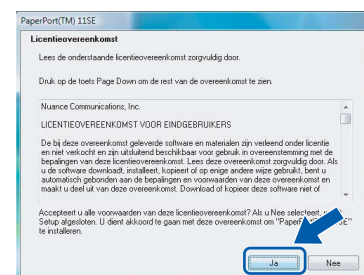 PaperPort(TM) 11SE
Licentieovereenkomst
Lees de onderstaande licentieovereenkomst zorgvuldig door.
Druk op de toets Page Down om de rest van de overeenkomst te zien.
Nuance Communications, Inc.
LICENTIEOVEREENKOMST VOOR EINDGEBRUIKERS
De bij deze overeenkomst geleverde software en materialen zijn verleend onder licentie
en niet verkocht en zijn uitsluitend beschikbaar voor gebruik in overeenstemming met de
bepalingen van deze licentieovereenkomst. Lees deze overeenkomst zorgvuldig door. Als
u de software downloadt, installeert, kopieert of op enige andere wijze gebruikt, bent u
automatisch gebonden aan de bepalingen en voorwaarden van deze overeenkomst en
maakt u deel uit van deze overeenkomst. Download of kopieer deze software niet of
Accepteert u alle voorwaarden van deze licentieovereenkomst? Als u Nee selecteert,
Setup afgesloten. U dient akkoord te gaan met deze overeenkomst om "PaperPort
te installeren.
Ja
Nee